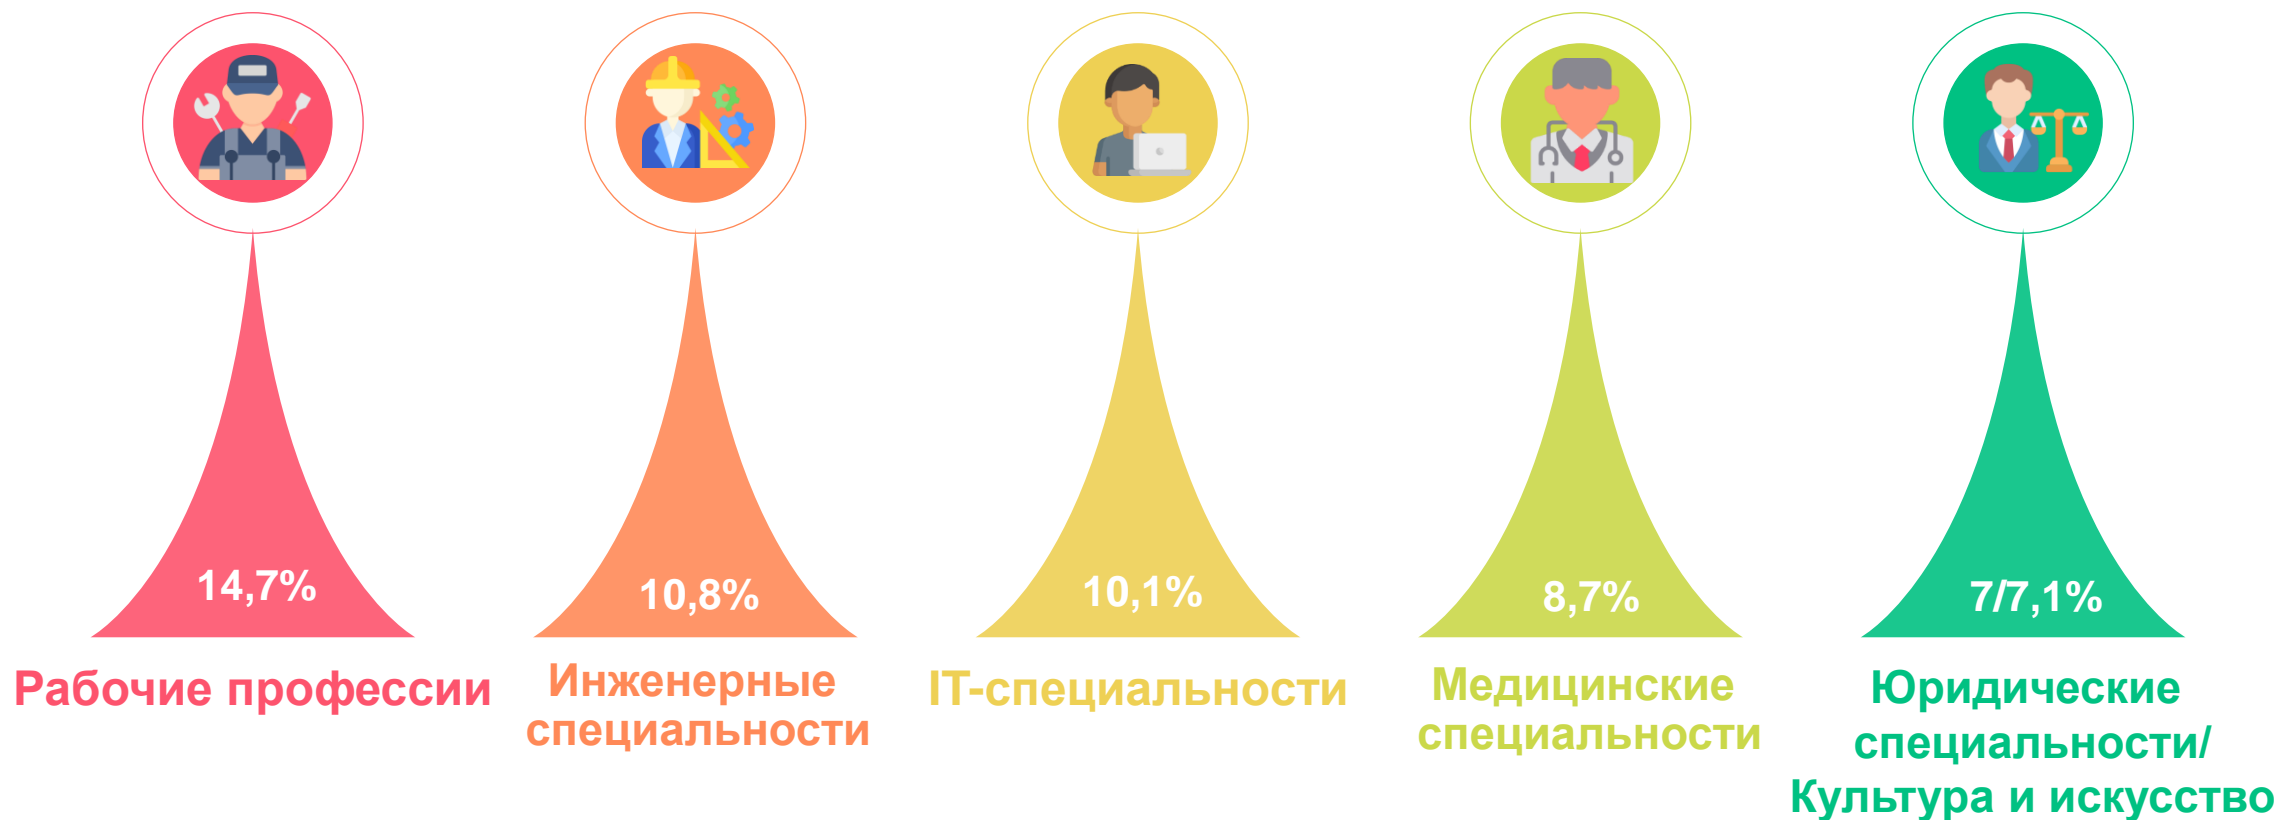 14,7%
Рабочие профессии
10,8%
Инженерные
специальности
10,1%
IT-специальности
8,7%
Медицинские
специальности
7/7,1%
Юридические
специальности/
Культура и искусство